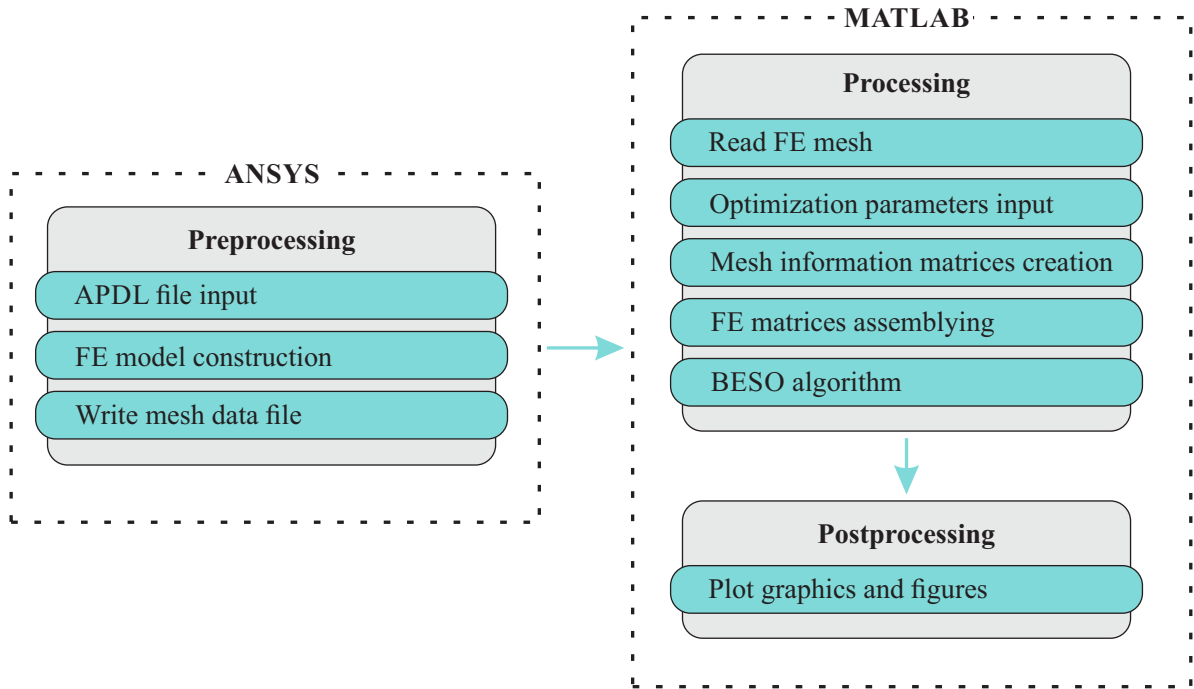 ANSYS
Preprocessing
APDL file input
FE model construction
Write mesh data file
MATLAB
Processing
Read FE mesh
Optimization parameters input
Mesh information matrices creation
FE matrices assemblying
BESO algorithm
Postprocessing
Plot graphics and figures